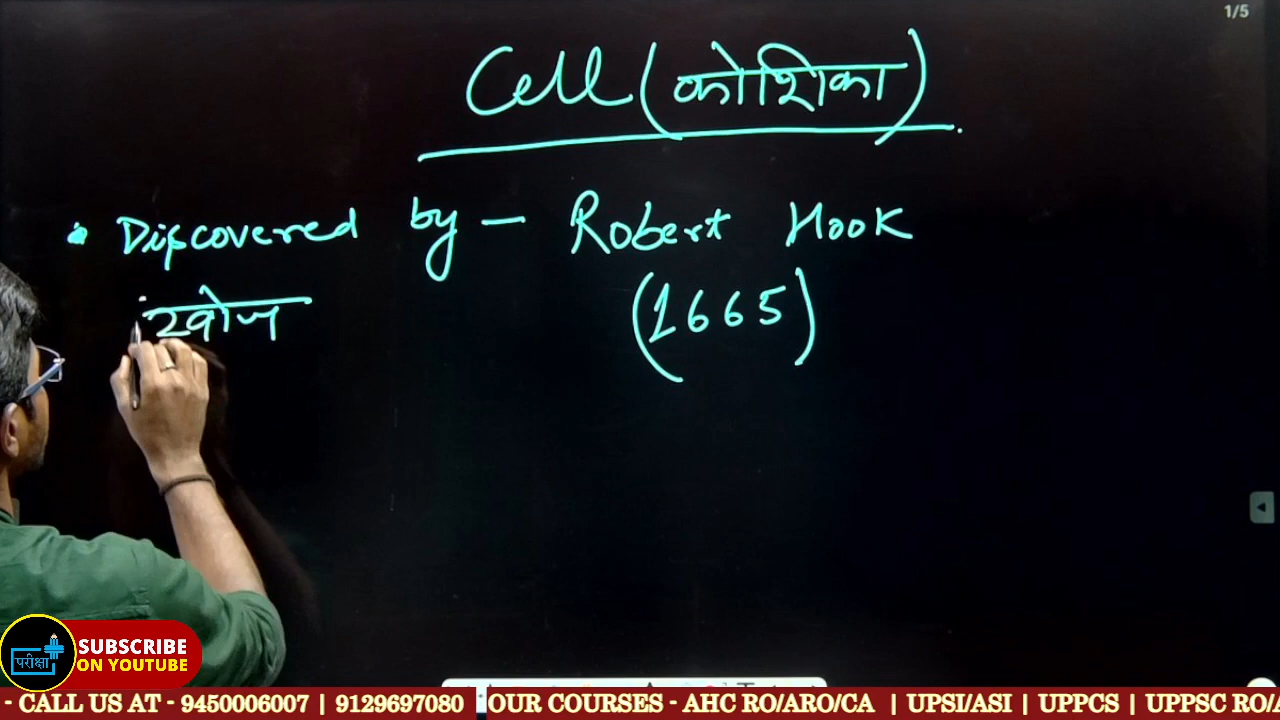 1/5
Cell (कोशिका)
• Discovered by - Robert Hook
खोज (1665)
परीक्षा
SUBSCRIBE
ON YOUTUBE
- CALL US AT - 9450006007 | 9129697080 OUR COURSES - AHC RO/ARO/CA | UPSI/ASI | UPPCS | UPPSC RO/